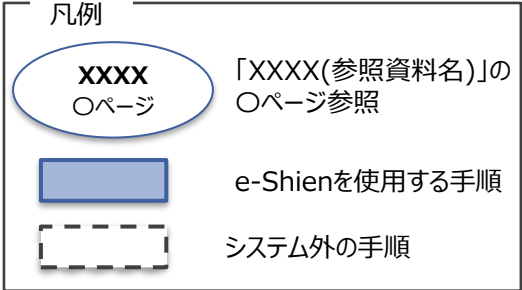 凡例
XXXX
〇ページ
「XXXX(参照資料名)」の
〇ページ参照
e-Shienを使用する手順
システム外の手順